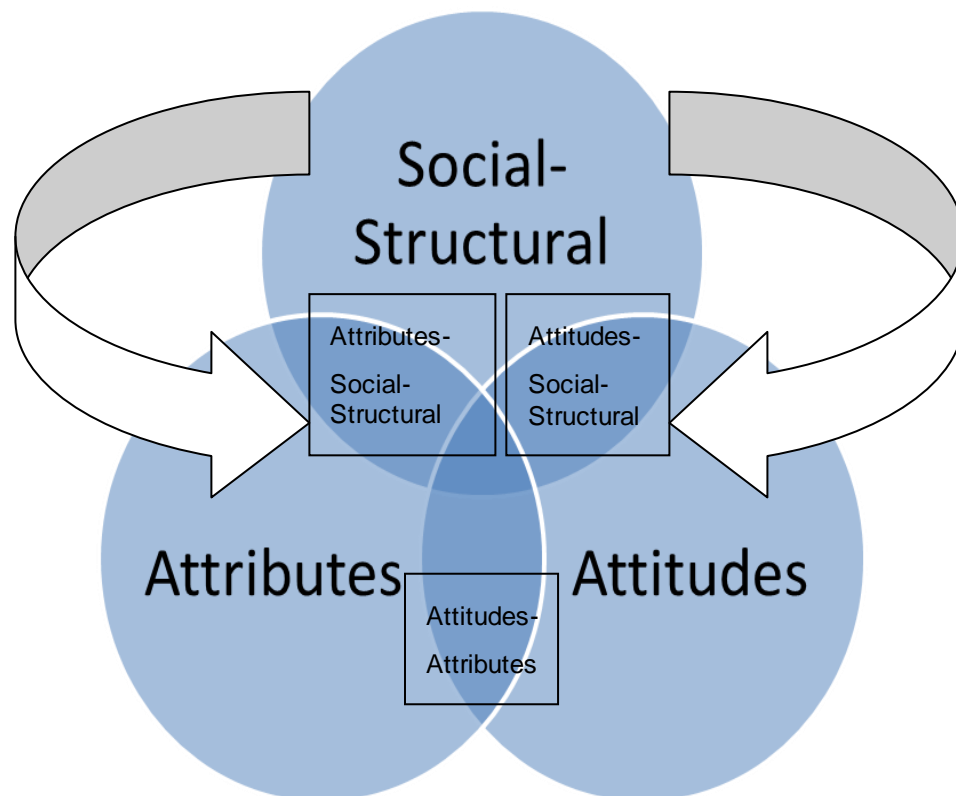 Social-
Structural
Attributes-
Social-
Structural
Attitudes-
Social-
Structural
Attributes
Attitudes
Attitudes-
Attributes